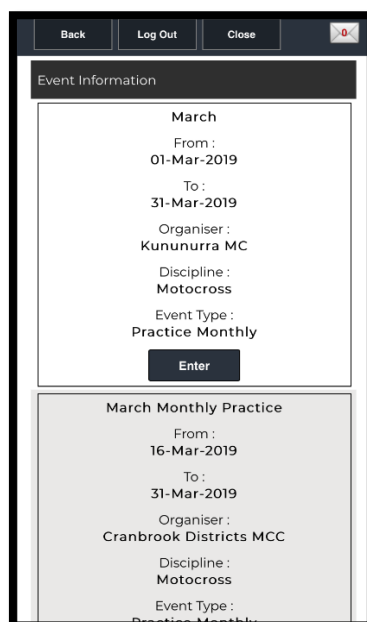 Back Log Out Close 0
Event Information
March
From :
01-Mar-2019
To :
31-Mar-2019
Organiser :
Kununurra MC
Discipline :
Motocross
Event Type :
Practice Monthly
Enter
March Monthly Practice
From :
16-Mar-2019
To :
31-Mar-2019
Organiser :
Cranbrook Districts MCC
Discipline :
Motocross
Event Type :
Practice Monthly